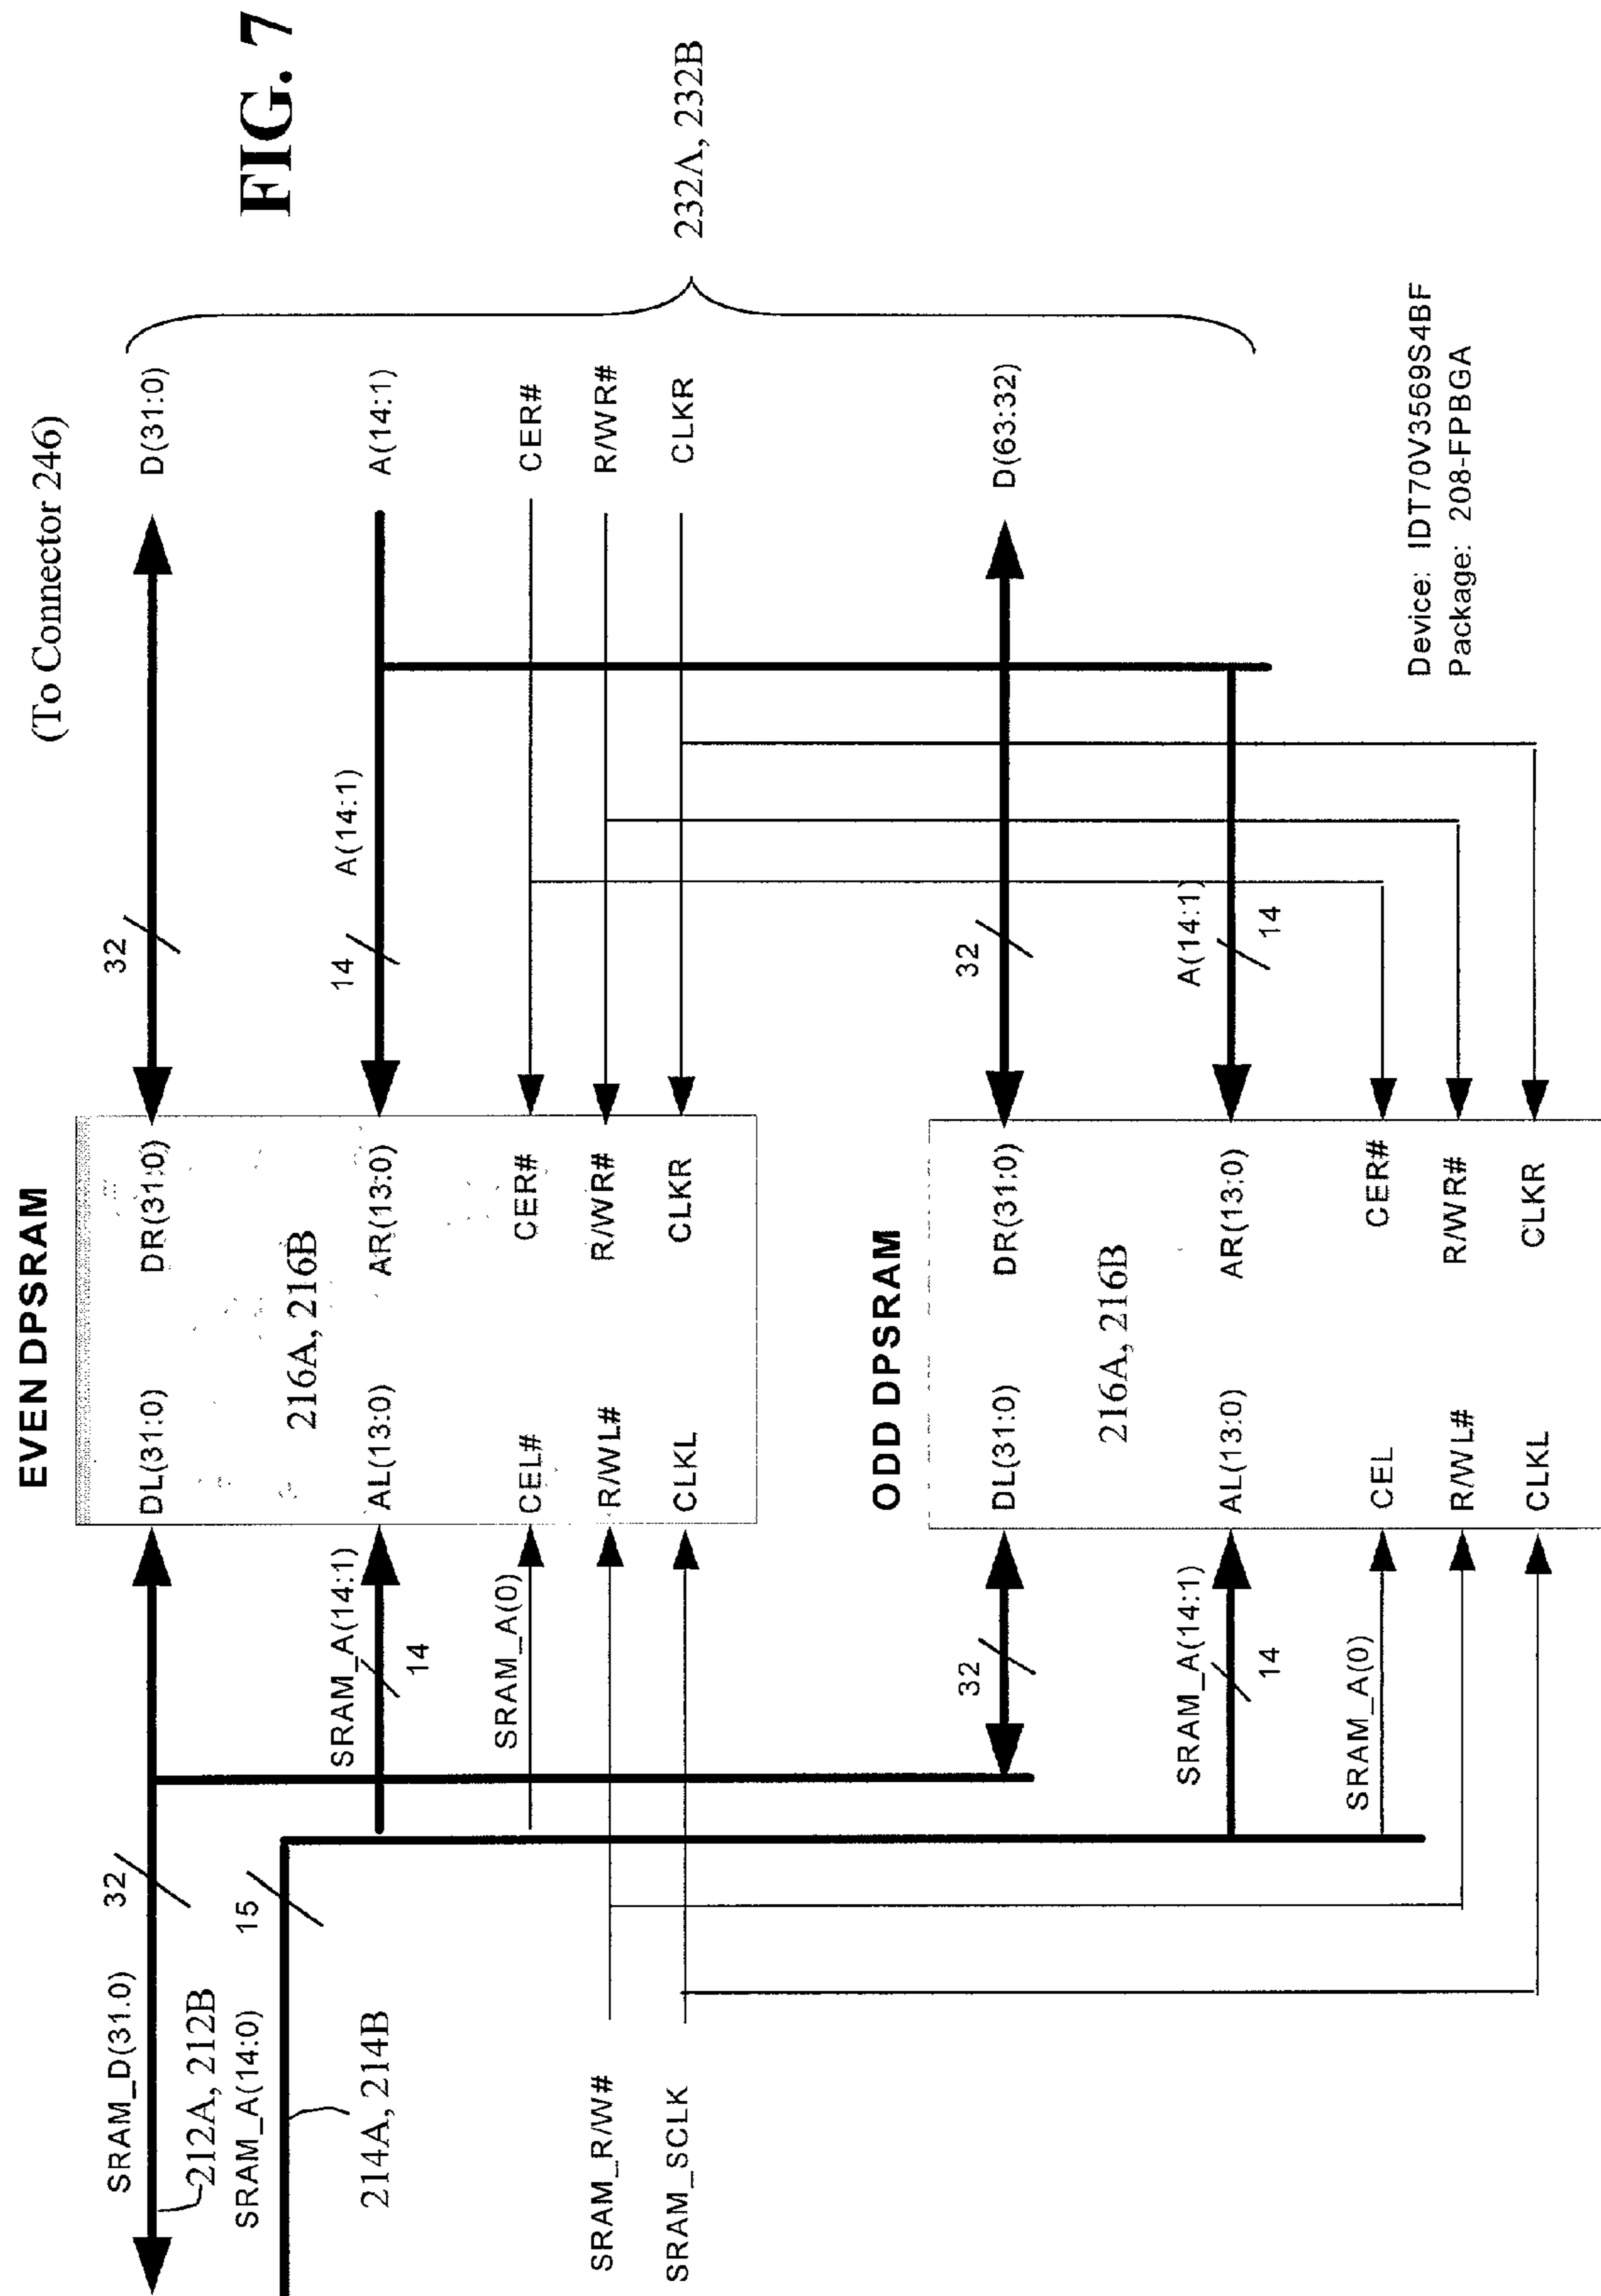 FIG. 7
(To Connector 246)
EVEN DPSRAM
SRAM_D(31:0)
32
DL(31:0)
DR(31:0)
32
D(31:0)
212A, 212B
SRAM_A(14:0)
15
216A, 216B
214A, 214B
SRAM_A(14:1)
14
AL(13:0)
AR(13:0)
14
A(14:1)
A(14:1)
SRAM_A(0)
CEL#
CER#
CER#
SRAM_R/W#
R/WL#
R/WR#
R/WR#
SRAM_SCLK
CLKL
CLKR
CLKR
232A, 232B
ODD DPSRAM
32
DL(31:0)
DR(31:0)
32
D(63:32)
216A, 216B
SRAM_A(14:1)
14
AL(13:0)
AR(13:0)
A(14:1)
14
SRAM_A(0)
CEL
CER#
R/WL#
R/WR#
CLKL
CLKR
Device: IDT70V3569S4BF
Package: 208-FPBGA